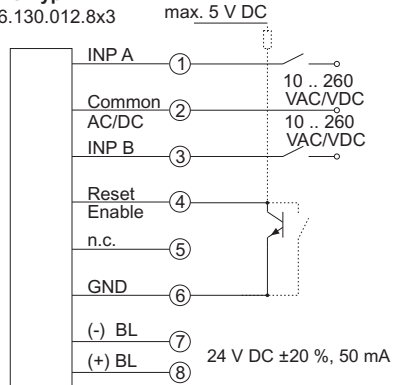 6.130.012.8x3
max. 5 V DC
INP A
1
10 .. 260
VAC/VDC
Common
AC/DC
2
10 .. 260
VAC/VDC
INP B
3
Reset
Enable
4
n.c.
5
GND
6
(-) BL
7
(+) BL
8
24 V DC ±20 %, 50 mA